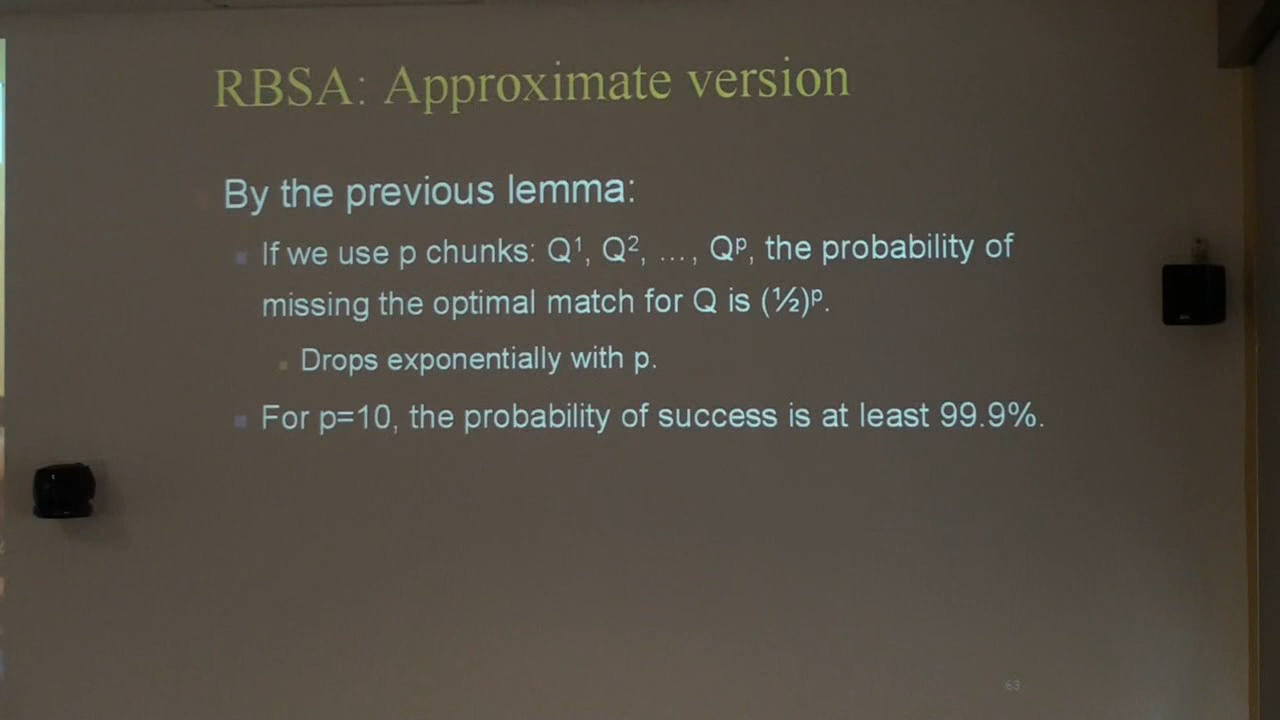 RBSA: Approximate version
By the previous lemma:
If we use p chunks: Q¹, Q², …, Qᵖ, the probability of
missing the optimal match for Q is (½)ᵖ.
Drops exponentially with p.
For p=10, the probability of success is at least 99.9%.
63